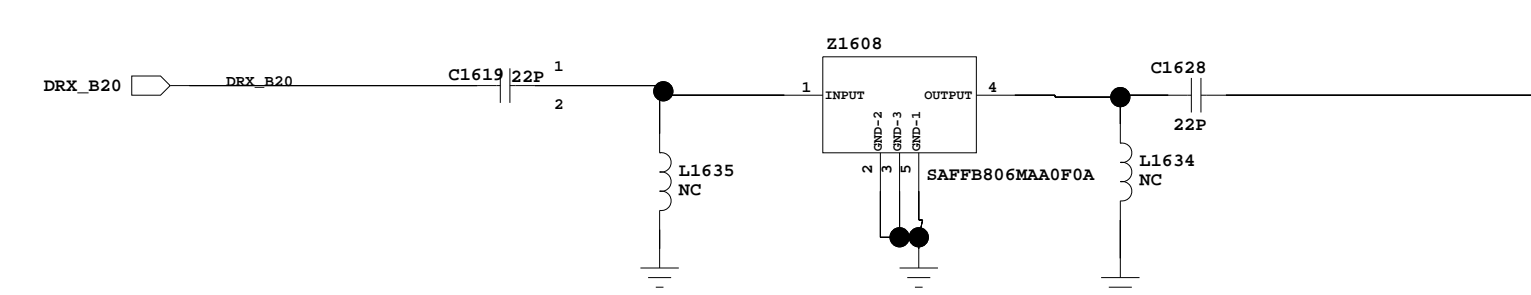 Z1608
DRX_B20
DRX_B20
C1619 22P
1
2
1
INPUT
OUTPUT
4
C1628
22P
GND-2
GND-3
GND-1
2
3
5
SAFFB806MAA0F0A
L1635
NC
L1634
NC